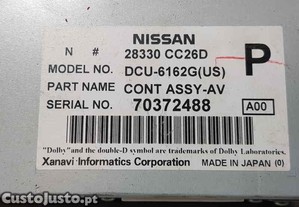 NISSAN
N # 28330 CC26D
P
MODEL NO. DCU-6162G(US)
PART NAME CONT ASSY-AV
SERIAL NO. 70372488
A00
"Dolby" and the double-D symbol are trademarks of Dolby Laboratories.
Xanavi Informatics Corporation MADE IN JAPAN (0)
CustoJusto.pt